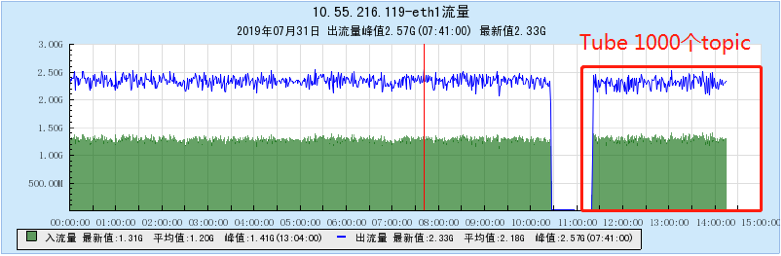 10.55.216.119-eth1流量
2019年07月31日 出流量峰值2.57G(07:41:00) 最新值2.33G
Tube 1000个topic
3.00G
2.50G
2.00G
1.50G
1.00G
500.00M
00:00:00 01:00:00 02:00:00 03:00:00 04:00:00 05:00:00 06:00:00 07:00:00 08:00:00 09:00:00 10:00:00 11:00:00 12:00:00 13:00:00 14:00:00 15:00:00
入流量 最新值:1.31G 平均值:1.20G 峰值:1.41G(13:04:00) 出流量 最新值:2.33G 平均值:2.18G 峰值:2.57G(07:41:00)